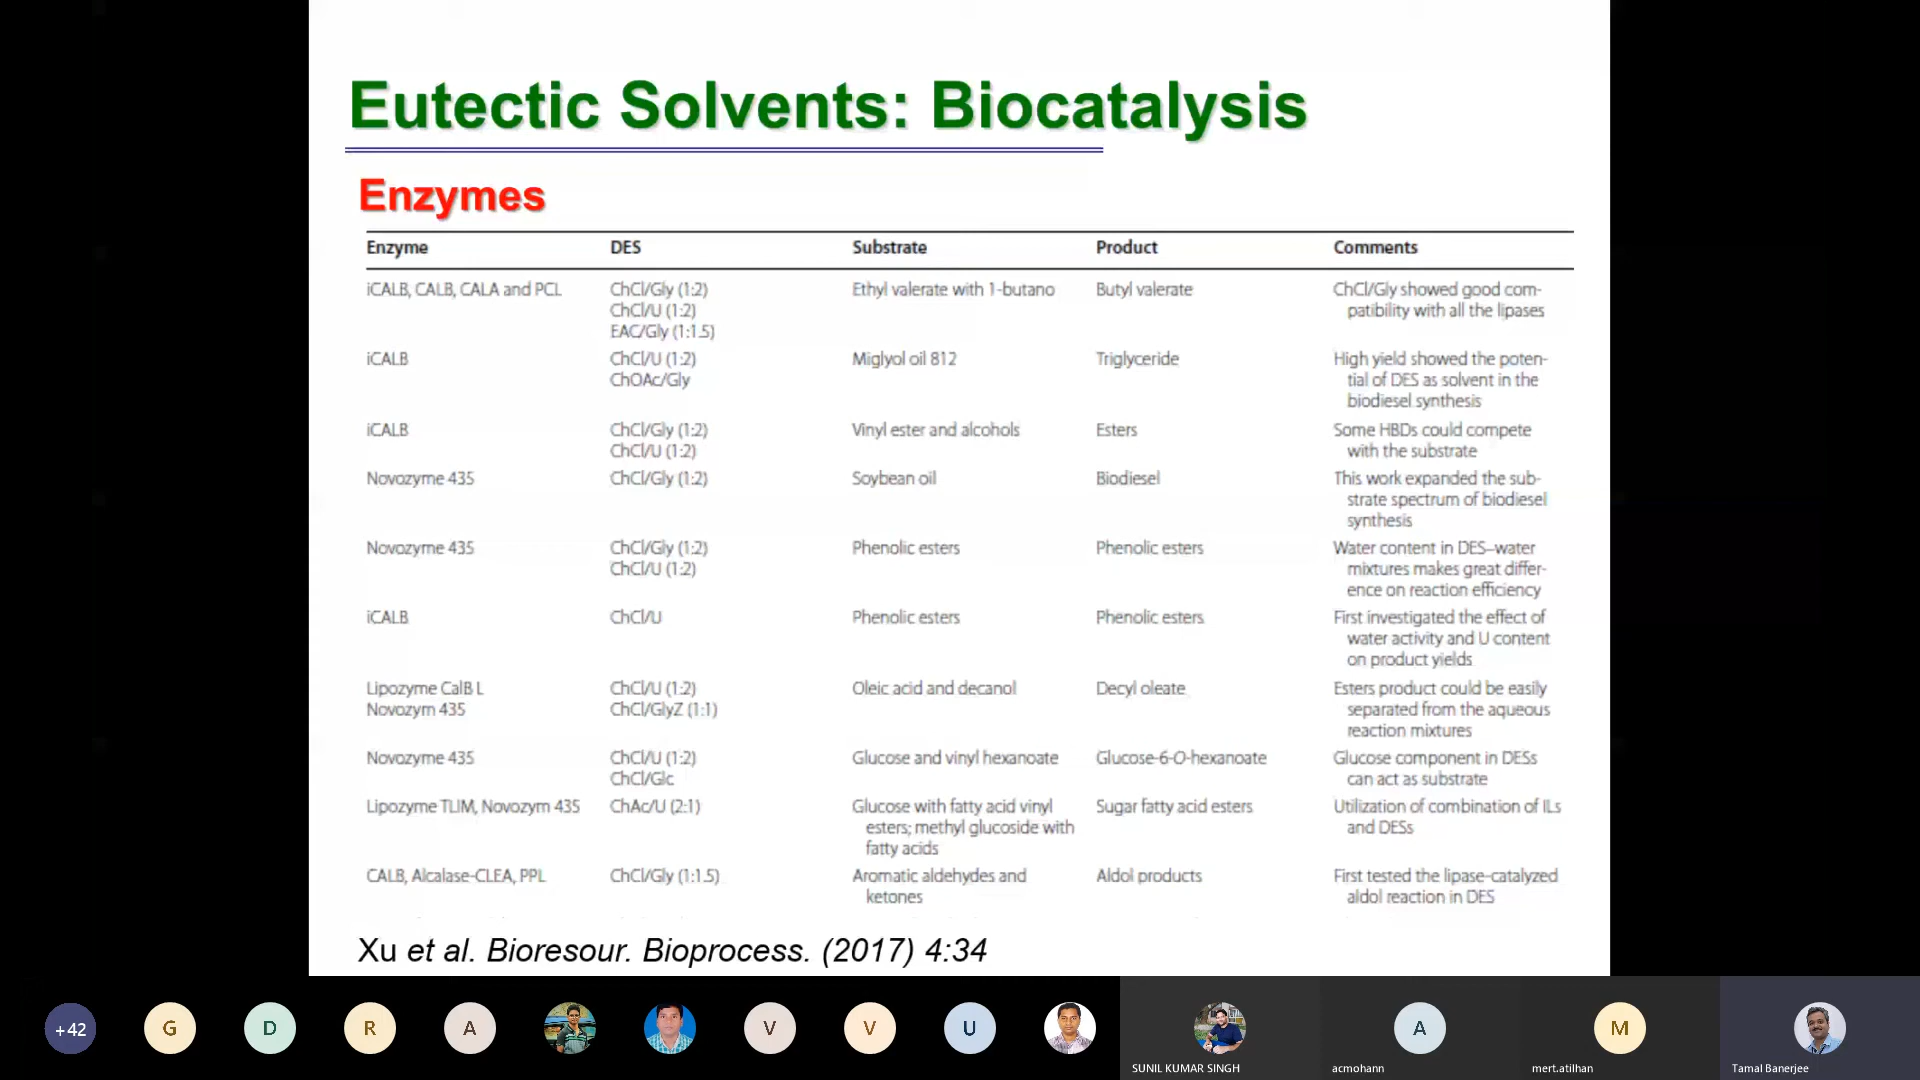 Eutectic Solvents: Biocatalysis
Enzymes
Enzyme DES Substrate Product Comments
iCALB, CALB, CALA and PCL ChCl/Gly (1:2) Ethyl valerate with 1-butano Butyl valerate ChCl/Gly showed good com-
ChCl/U (1:2) patibility with all the lipases
EAC/Gly (1:1.5)
iCALB ChCl/U (1:2) Miglyol oil 812 Triglyceride High yield showed the poten-
ChOAc/Gly tial of DES as solvent in the
biodiesel synthesis
iCALB ChCl/Gly (1:2) Vinyl ester and alcohols Esters Some HBDs could compete
ChCl/U (1:2) with the substrate
Novozyme 435 ChCl/Gly (1:2) Soybean oil Biodiesel This work expanded the sub-
strate spectrum of biodiesel
synthesis
Novozyme 435 ChCl/Gly (1:2) Phenolic esters Phenolic esters Water content in DES–water
ChCl/U (1:2) mixtures makes great differ-
ence on reaction efficiency
iCALB ChCl/U Phenolic esters Phenolic esters First investigated the effect of
water activity and U content
on product yields
Lipozyme CalB L ChCl/U (1:2) Oleic acid and decanol Decyl oleate Esters product could be easily
Novozym 435 ChCl/GlyZ (1:1) separated from the aqueous
reaction mixtures
Novozyme 435 ChCl/U (1:2) Glucose and vinyl hexanoate Glucose-6-O-hexanoate Glucose component in DESs
ChCl/Glc can act as substrate
Lipozyme TLIM, Novozym 435 ChAc/U (2:1) Glucose with fatty acid vinyl Sugar fatty acid esters Utilization of combination of ILs
esters; methyl glucoside with and DESs
fatty acids
CALB, Alcalase-CLEA, PPL ChCl/Gly (1:1.5) Aromatic aldehydes and Aldol products First tested the lipase-catalyzed
ketones aldol reaction in DES
Xu et al. Bioresour. Bioprocess. (2017) 4:34
+42 G D R A V V U A M
SUNIL KUMAR SINGH acmohann mert.atilhan Tamal Banerjee